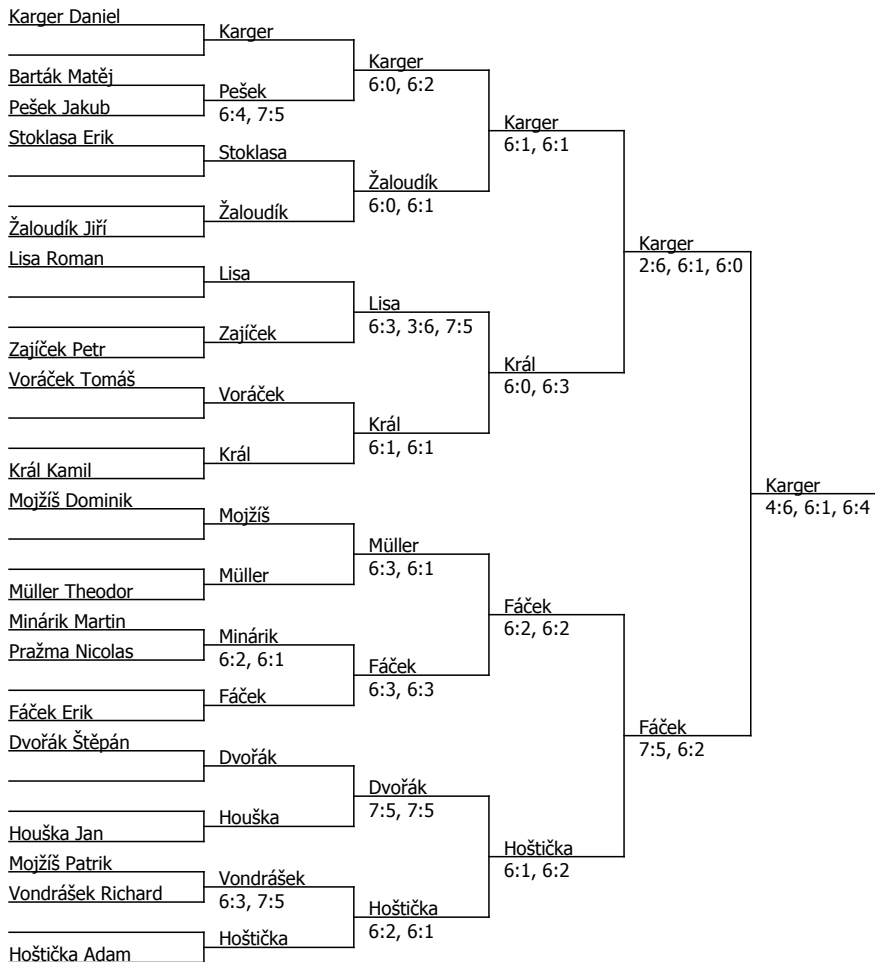 Karger Daniel
Barták Matěj
Pešek Jakub
Stoklasa Erik
Žaloudík Jiří
Lisa Roman
Zajíček Petr
Voráček Tomáš
Král Kamil
Mojžíš Dominik
Müller Theodor
Minárik Martin
Pražma Nicolas
Fáček Erik
Dvořák Štěpán
Houška Jan
Mojžíš Patrik
Vondrášek Richard
Hoštička Adam
Karger
Pešek
6:4, 7:5
Stoklasa
Žaloudík
Lisa
Zajíček
Voráček
Král
Mojžíš
Müller
Minárik
6:2, 6:1
Fáček
Dvořák
Houška
Vondrášek
6:3, 7:5
Hoštička
Karger
6:0, 6:2
Žaloudík
6:0, 6:1
Lisa
6:3, 3:6, 7:5
Král
6:1, 6:1
Müller
6:3, 6:1
Fáček
6:3, 6:3
Dvořák
7:5, 7:5
Hoštička
6:2, 6:1
Karger
6:1, 6:1
Král
6:0, 6:3
Fáček
6:2, 6:2
Hoštička
6:1, 6:2
Karger
2:6, 6:1, 6:0
Fáček
7:5, 6:2
Karger
4:6, 6:1, 6:4